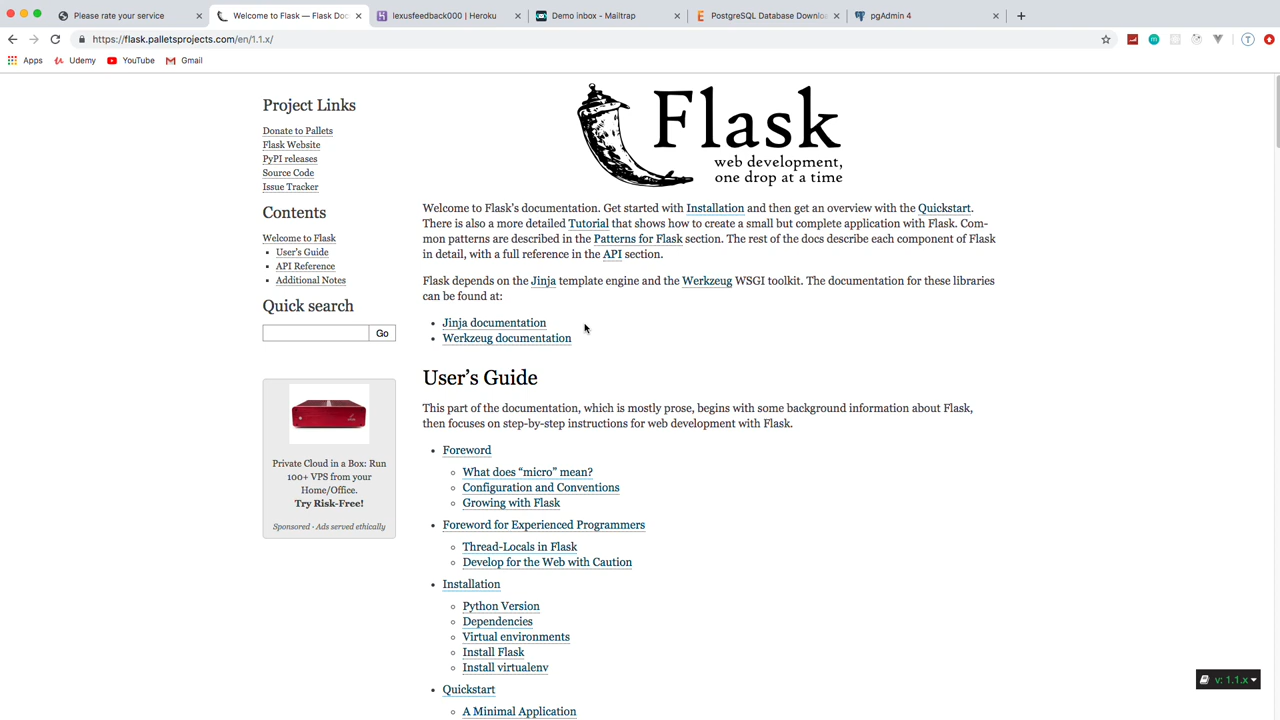 Please rate your service
Welcome to Flask — Flask Doc
lexusfeedback000 | Heroku
Demo inbox - Mailtrap
PostgreSQL Database Downloa
pgAdmin 4
https://flask.palletsprojects.com/en/1.1.x/
Apps
Udemy
YouTube
Gmail
Project Links
Donate to Pallets
Flask Website
PyPI releases
Source Code
Issue Tracker
Contents
Welcome to Flask
User's Guide
API Reference
Additional Notes
Quick search
Go
Private Cloud in a Box: Run
100+ VPS from your
Home/Office.
Try Risk-Free!
Sponsored · Ads served ethically
Flask
web development,
one drop at a time
Welcome to Flask's documentation. Get started with Installation and then get an overview with the Quickstart.
There is also a more detailed Tutorial that shows how to create a small but complete application with Flask. Com-
mon patterns are described in the Patterns for Flask section. The rest of the docs describe each component of Flask
in detail, with a full reference in the API section.
Flask depends on the Jinja template engine and the Werkzeug WSGI toolkit. The documentation for these libraries
can be found at:
• Jinja documentation
• Werkzeug documentation
User's Guide
This part of the documentation, which is mostly prose, begins with some background information about Flask,
then focuses on step-by-step instructions for web development with Flask.
• Foreword
◦ What does “micro” mean?
◦ Configuration and Conventions
◦ Growing with Flask
• Foreword for Experienced Programmers
◦ Thread-Locals in Flask
◦ Develop for the Web with Caution
• Installation
◦ Python Version
◦ Dependencies
◦ Virtual environments
◦ Install Flask
◦ Install virtualenv
• Quickstart
◦ A Minimal Application
v: 1.1.x